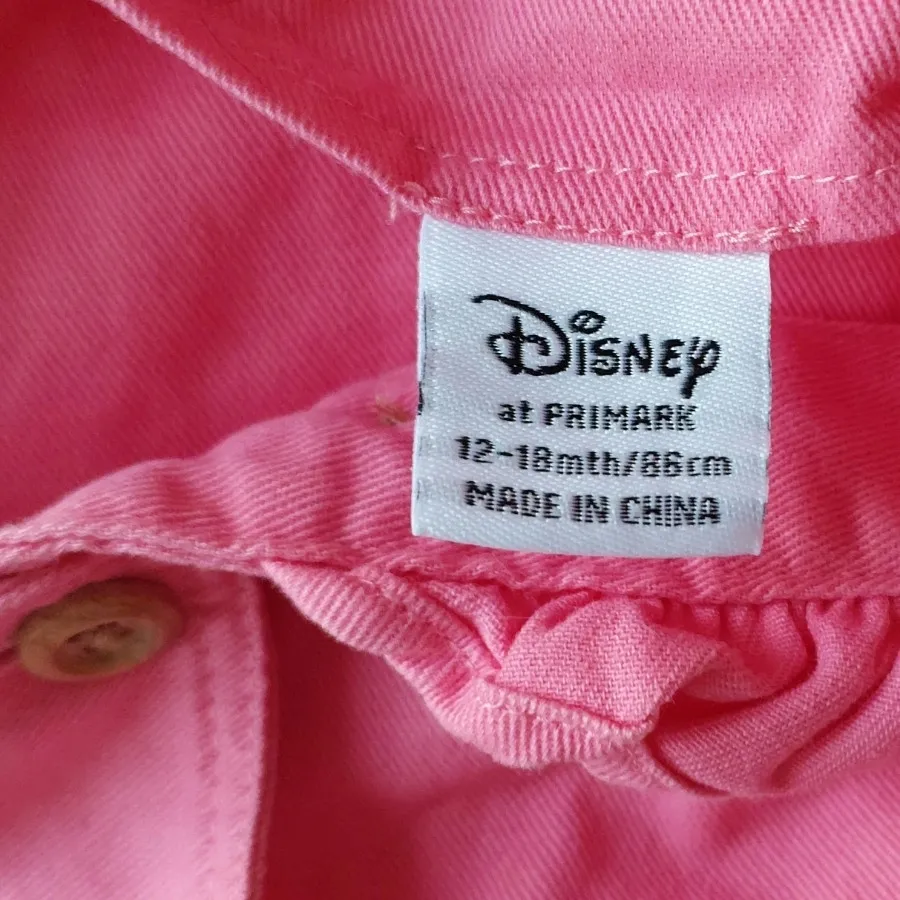 Disney
at PRIMARK
12-18mth/86cm
MADE IN CHINA